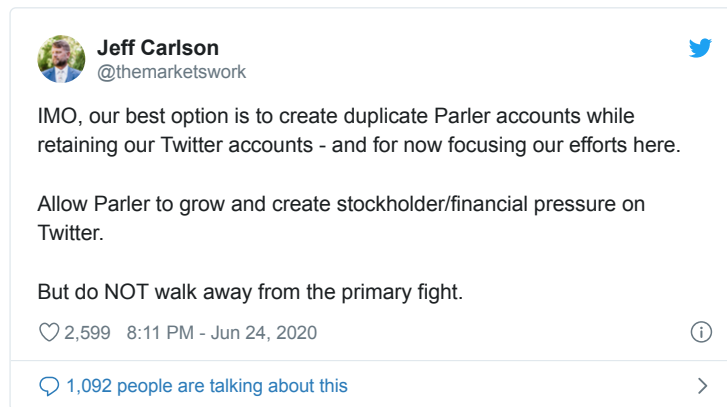 Jeff Carlson
@themarketswork
IMO, our best option is to create duplicate Parler accounts while
retaining our Twitter accounts - and for now focusing our efforts here.
Allow Parler to grow and create stockholder/financial pressure on
Twitter.
But do NOT walk away from the primary fight.
2,599 8:11 PM - Jun 24, 2020
1,092 people are talking about this